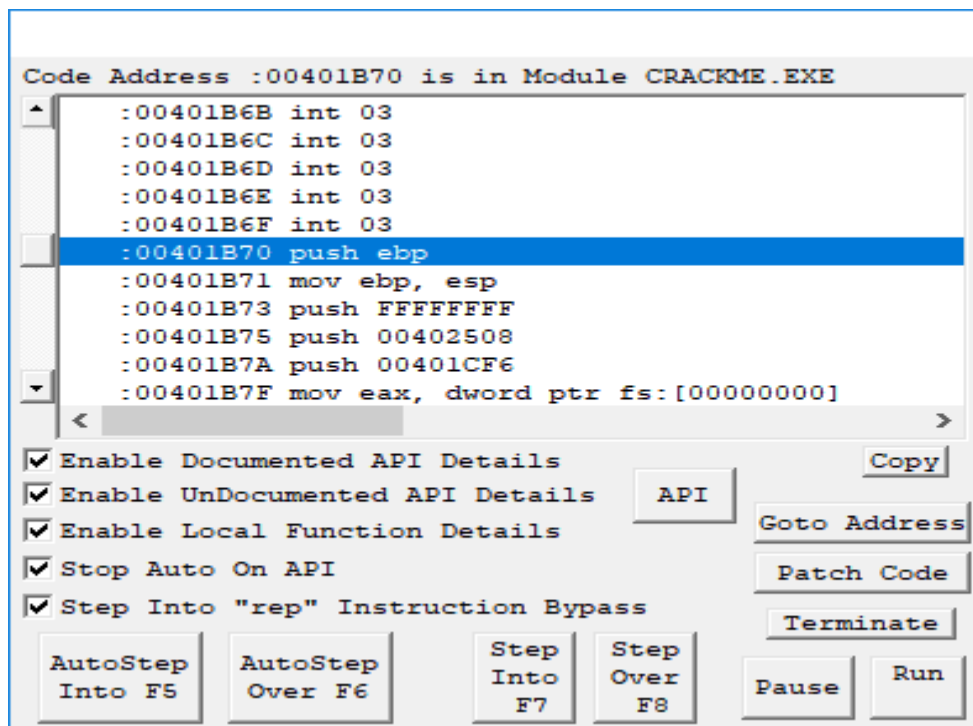 Code Address :00401B70 is in Module CRACKME.EXE
:00401B6B int 03
:00401B6C int 03
:00401B6D int 03
:00401B6E int 03
:00401B6F int 03
:00401B70 push ebp
:00401B71 mov ebp, esp
:00401B73 push FFFFFFFF
:00401B75 push 00402508
:00401B7A push 00401CF6
:00401B7F mov eax, dword ptr fs:[00000000]
Enable Documented API Details
Copy
Enable UnDocumented API Details
API
Enable Local Function Details
Goto Address
Stop Auto On API
Patch Code
Step Into "rep" Instruction Bypass
Terminate
AutoStep
Into F5
AutoStep
Over F6
Step
Into
F7
Step
Over
F8
Pause
Run